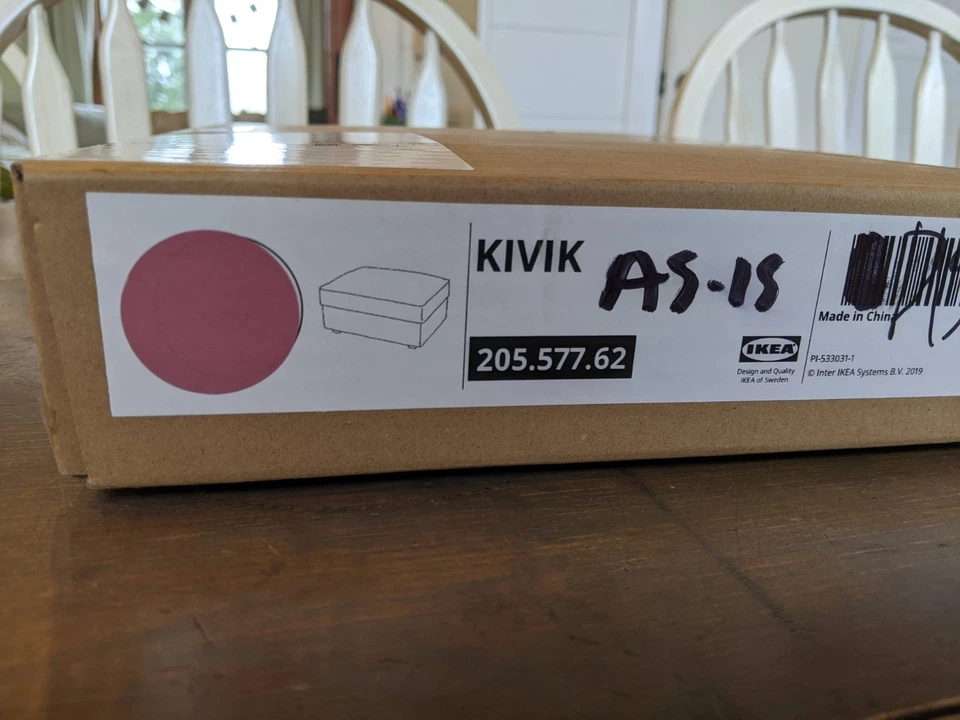 KIVIK
AS-IS
205.577.62
IKEA
Design and Quality
IKEA of Sweden
Made in China
PI-533031-1
© Inter IKEA Systems B.V. 2019